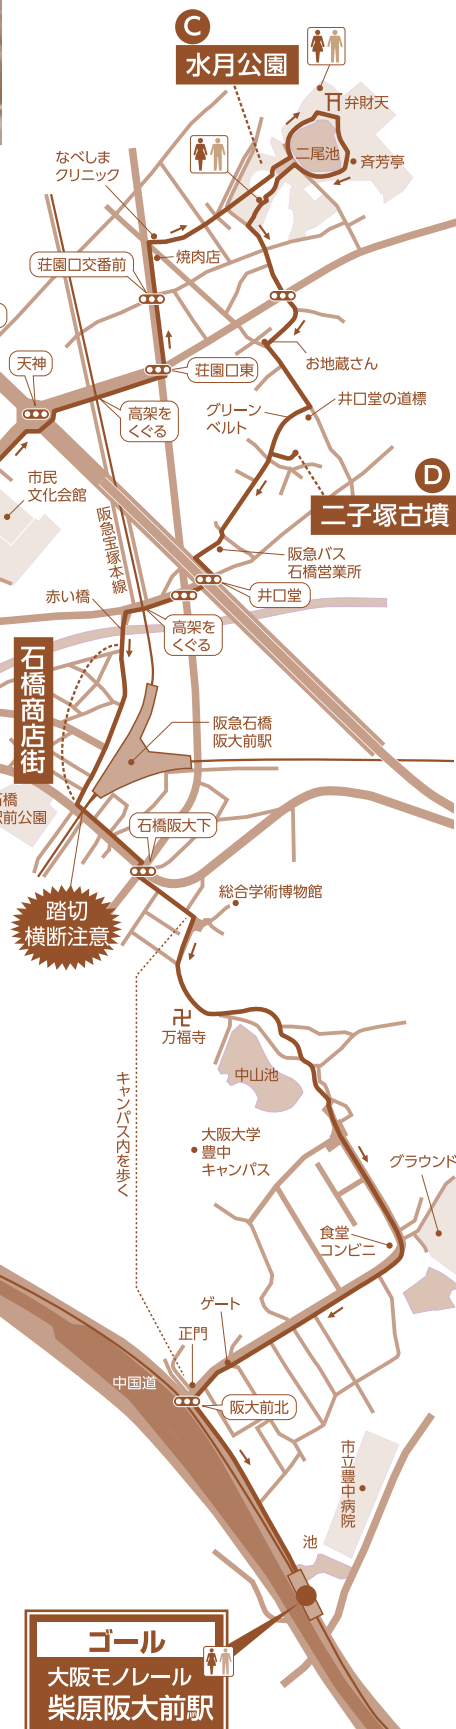 C
水月公園
弁財天
二尾池
斉芳亭
なべしま
クリニック
焼肉店
荘園口交番前
天神
荘園口東
お地蔵さん
高架を
くぐる
グリーン
ベルト
井口堂の道標
市民
文化会館
D
二子塚古墳
阪急宝塚本線
阪急バス
石橋営業所
赤い橋
井口堂
高架を
くぐる
石橋商店街
阪急石橋
阪大前駅
橋
前公園
石橋阪大下
踏切
横断注意
総合学術博物館
卍
万福寺
中山池
キャンパス内を歩く
大阪大学
豊中
キャンパス
グラウンド
食堂
コンビニ
ゲート
正門
中国道
阪大前北
市立豊中病院
池
ゴール
大阪モノレール
柴原阪大前駅